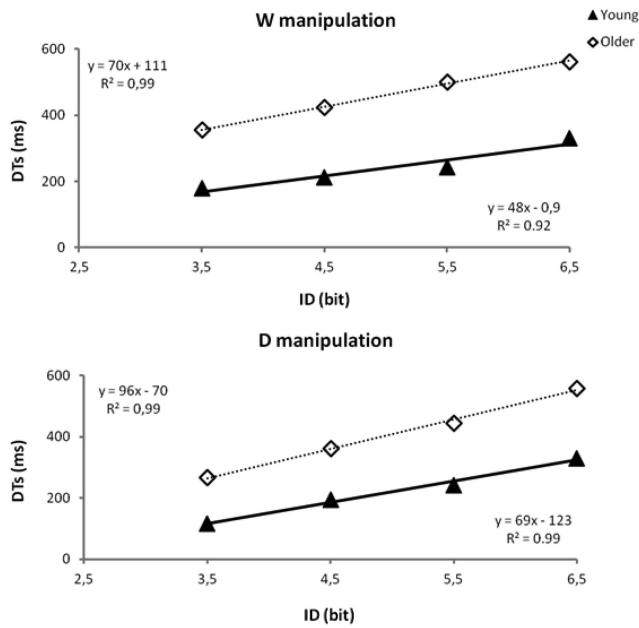 W manipulation
Young
Older
600
400
200
0
DTs (ms)
y = 70x + 111
R² = 0,99
y = 48x - 0,9
R² = 0.92
2,5 3,5 4,5 5,5 6,5
ID (bit)
D manipulation
600
400
200
0
DTs (ms)
y = 96x - 70
R² = 0,99
y = 69x - 123
R² = 0.99
2,5 3,5 4,5 5,5 6,5
ID (bit)